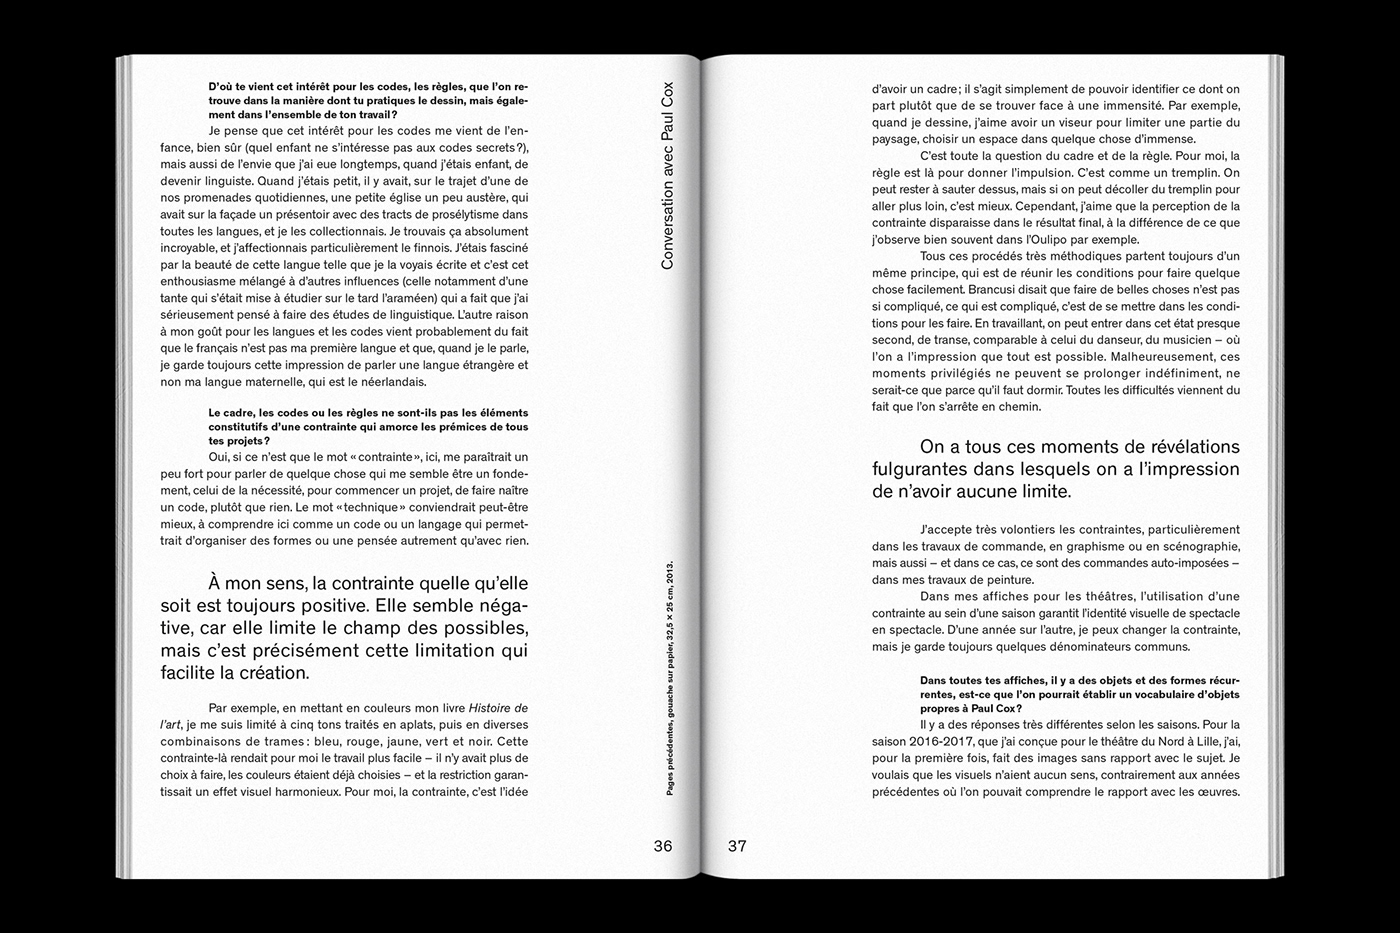 D’où te vient cet intérêt pour les codes, les règles, que l’on re-
trouve dans la manière dont tu pratiques le dessin, mais égale-
ment dans l’ensemble de ton travail ?
Je pense que cet intérêt pour les codes me vient de l’en-
fance, bien sûr (quel enfant ne s’intéresse pas aux codes secrets ?),
mais aussi de l’envie que j’ai eue longtemps, quand j’étais enfant, de
devenir linguiste. Quand j’étais petit, il y avait, sur le trajet d’une de
nos promenades quotidiennes, une petite église un peu austère, qui
avait sur la façade un présentoir avec des tracts de prosélytisme dans
toutes les langues, et je les collectionnais. Je trouvais ça absolument
incroyable, et j’affectionnais particulièrement le finnois. J’étais fasciné
par la beauté de cette langue telle que je la voyais écrite et c’est cet
enthousiasme mélangé à d’autres influences (celle notamment d’une
tante qui s’était mise à étudier sur le tard l’araméen) qui a fait que j’ai
sérieusement pensé à faire des études de linguistique. L’autre raison
à mon goût pour les langues et les codes vient probablement du fait
que le français n’est pas ma première langue et que, quand je le parle,
je garde toujours cette impression de parler une langue étrangère et
non ma langue maternelle, qui est le néerlandais.
Le cadre, les codes ou les règles ne sont-ils pas les éléments
constitutifs d’une contrainte qui amorce les prémices de tous
tes projets ?
Oui, si ce n’est que le mot « contrainte », ici, me paraîtrait un
peu fort pour parler de quelque chose qui me semble être un fonde-
ment, celui de la nécessité, pour commencer un projet, de faire naître
un code, plutôt que rien. Le mot « technique » conviendrait peut-être
mieux, à comprendre ici comme un code ou un langage qui permet-
trait d’organiser des formes ou une pensée autrement qu’avec rien.
À mon sens, la contrainte quelle qu’elle
soit est toujours positive. Elle semble néga-
tive, car elle limite le champ des possibles,
mais c’est précisément cette limitation qui
facilite la création.
Par exemple, en mettant en couleurs mon livre Histoire de
l’art, je me suis limité à cinq tons traités en aplats, puis en diverses
combinaisons de trames : bleu, rouge, jaune, vert et noir. Cette
contrainte-là rendait pour moi le travail plus facile – il n’y avait plus de
choix à faire, les couleurs étaient déjà choisies – et la restriction garan-
tissait un effet visuel harmonieux. Pour moi, la contrainte, c’est l’idée
Conversation avec Paul Cox
Pages précédentes, gouache sur papier, 32,5 × 25 cm, 2013.
36
d’avoir un cadre ; il s’agit simplement de pouvoir identifier ce dont on
part plutôt que de se trouver face à une immensité. Par exemple,
quand je dessine, j’aime avoir un viseur pour limiter une partie du
paysage, choisir un espace dans quelque chose d’immense.
C’est toute la question du cadre et de la règle. Pour moi, la
règle est là pour donner l’impulsion. C’est comme un tremplin. On
peut rester à sauter dessus, mais si on peut décoller du tremplin pour
aller plus loin, c’est mieux. Cependant, j’aime que la perception de la
contrainte disparaisse dans le résultat final, à la différence de ce que
j’observe bien souvent dans l’Oulipo par exemple.
Tous ces procédés très méthodiques partent toujours d’un
même principe, qui est de réunir les conditions pour faire quelque
chose facilement. Brancusi disait que faire de belles choses n’est pas
si compliqué, ce qui est compliqué, c’est de se mettre dans les condi-
tions pour les faire. En travaillant, on peut entrer dans cet état presque
second, de transe, comparable à celui du danseur, du musicien – où
l’on a l’impression que tout est possible. Malheureusement, ces
moments privilégiés ne peuvent se prolonger indéfiniment, ne
serait-ce que parce qu’il faut dormir. Toutes les difficultés viennent du
fait que l’on s’arrête en chemin.
On a tous ces moments de révélations
fulgurantes dans lesquels on a l’impression
de n’avoir aucune limite.
J’accepte très volontiers les contraintes, particulièrement
dans les travaux de commande, en graphisme ou en scénographie,
mais aussi – et dans ce cas, ce sont des commandes auto-imposées –
dans mes travaux de peinture.
Dans mes affiches pour les théâtres, l’utilisation d’une
contrainte au sein d’une saison garantit l’identité visuelle de spectacle
en spectacle. D’une année sur l’autre, je peux changer la contrainte,
mais je garde toujours quelques dénominateurs communs.
Dans toutes tes affiches, il y a des objets et des formes récur-
rentes, est-ce que l’on pourrait établir un vocabulaire d’objets
propres à Paul Cox ?
Il y a des réponses très différentes selon les saisons. Pour la
saison 2016-2017, que j’ai conçue pour le théâtre du Nord à Lille, j’ai,
pour la première fois, fait des images sans rapport avec le sujet. Je
voulais que les visuels n’aient aucun sens, contrairement aux années
précédentes où l’on pouvait comprendre le rapport avec les œuvres.
37